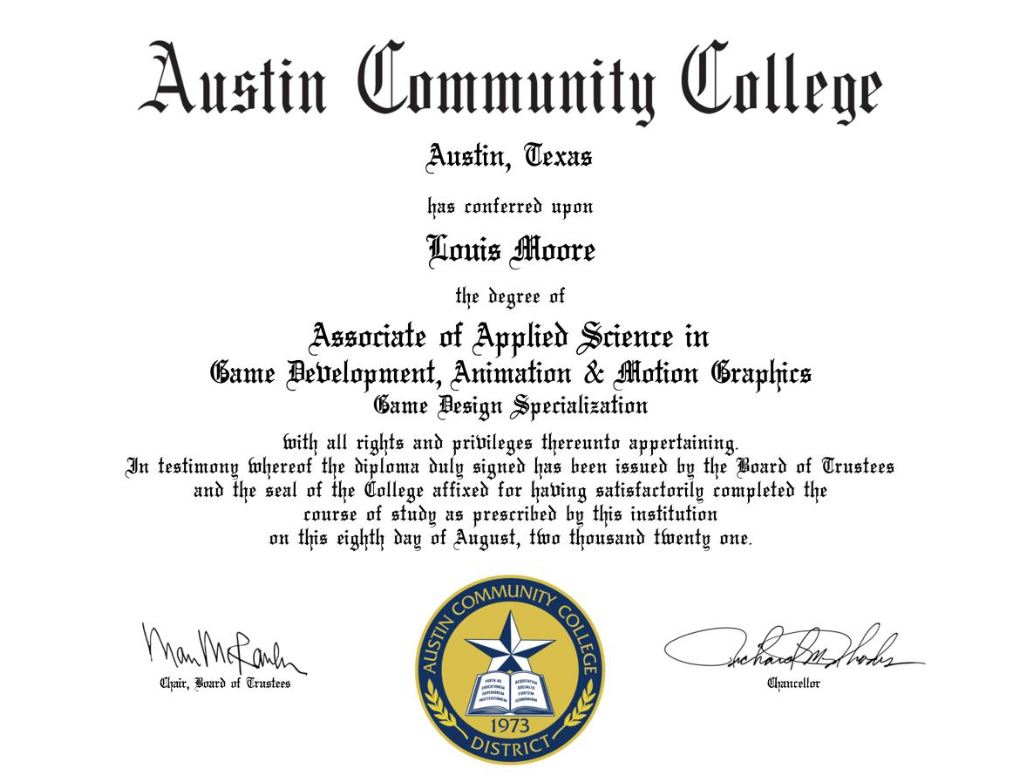 Austin Community College
Austin, Texas
has conferred upon
Louis Moore
the degree of
Associate of Applied Science in
Game Development, Animation & Motion Graphics
Game Design Specialization
with all rights and privileges thereunto appertaining.
In testimony whereof the diploma duly signed has been issued by the Board of Trustees
and the seal of the College affixed for having satisfactorily completed the
course of study as prescribed by this institution
on this eighth day of August, two thousand twenty one.
AUSTIN COMMUNITY COLLEGE
1973
DISTRICT
Chair, Board of Trustees
Chancellor